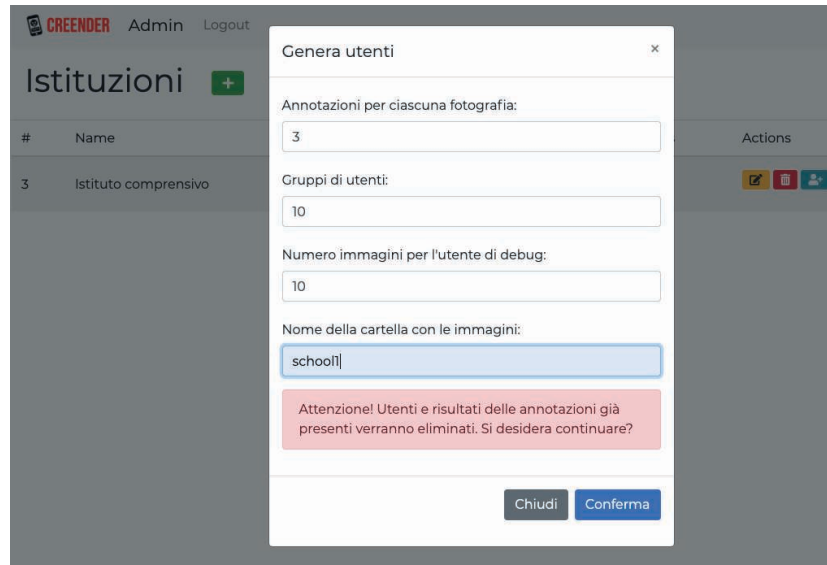 CREENDER Admin Logout
Istituzioni +
# Name Actions
3 Istituto comprensivo
Genera utenti ×
Annotazioni per ciascuna fotografia:
3
Gruppi di utenti:
10
Numero immagini per l'utente di debug:
10
Nome della cartella con le immagini:
school1
Attenzione! Utenti e risultati delle annotazioni già
presenti verranno eliminati. Si desidera continuare?
Chiudi Conferma